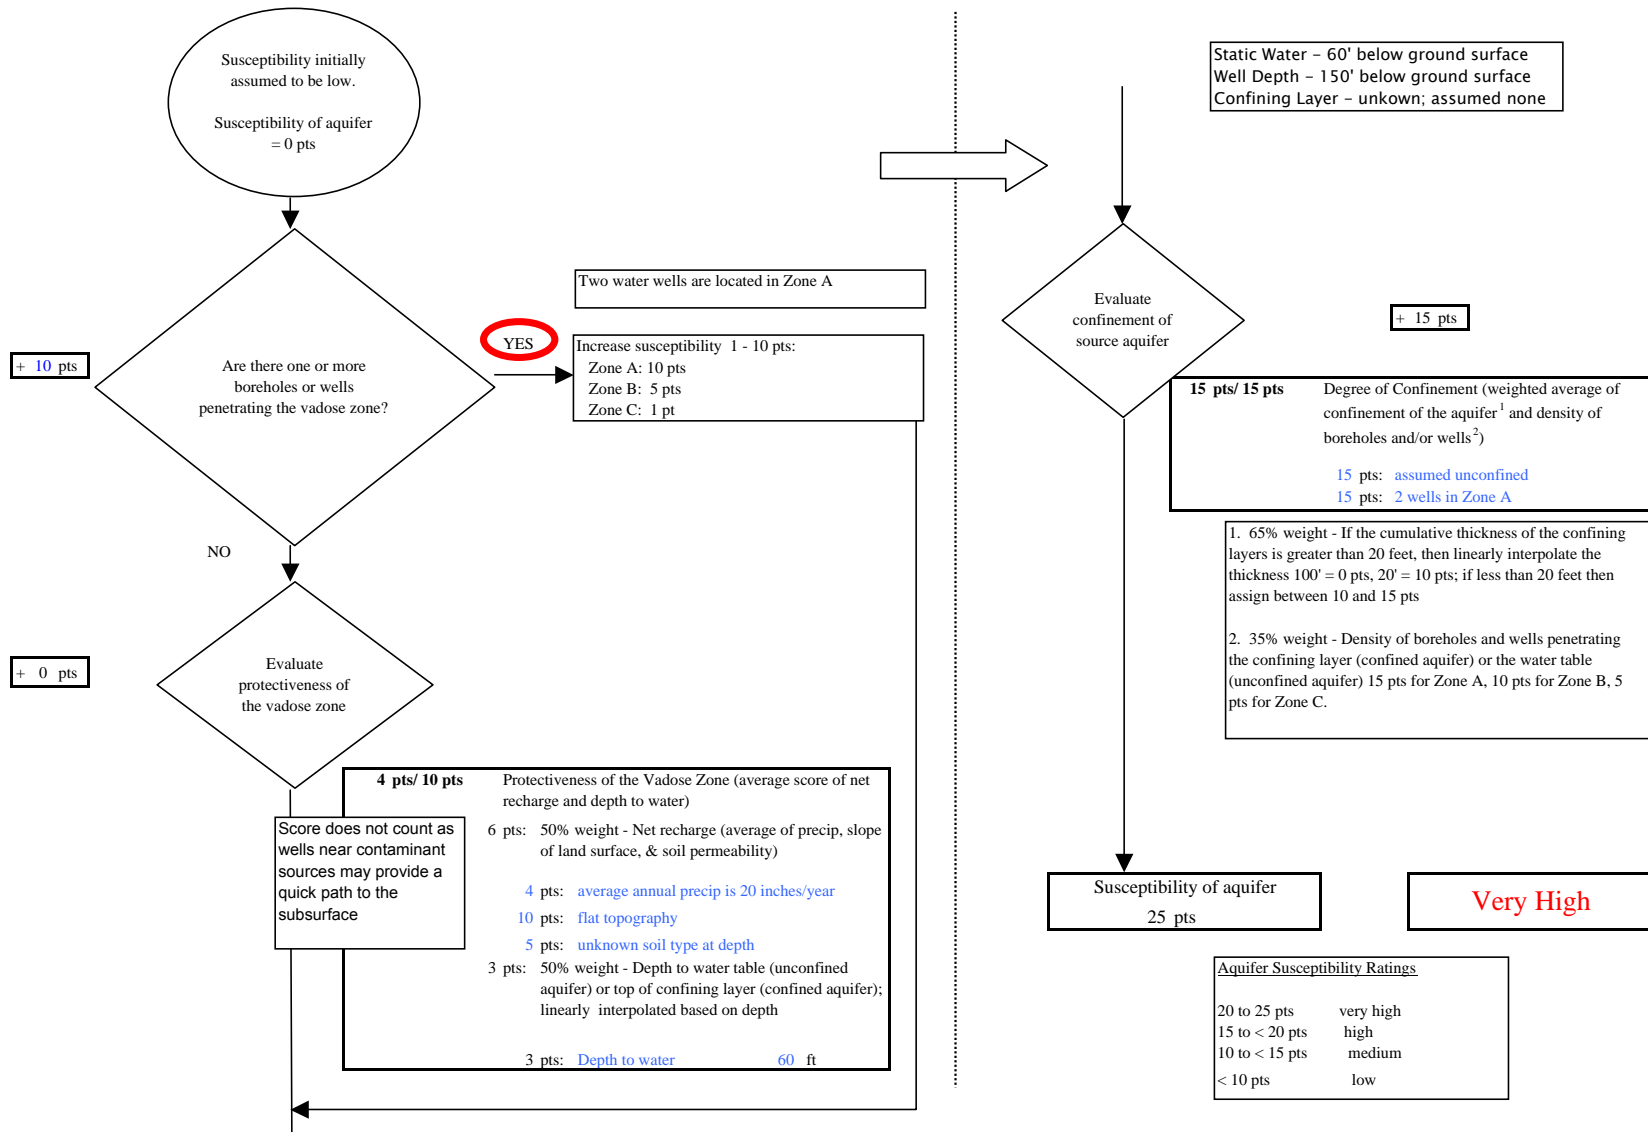 Susceptibility initially
assumed to be low.
Susceptibility of aquifer
= 0 pts
Two water wells are located in Zone A
YES
Increase susceptibility 1 - 10 pts:
Zone A: 10 pts
Zone B: 5 pts
Zone C: 1 pt
+ 10 pts
Are there one or more
boreholes or wells
penetrating the vadose zone?
NO
+ 0 pts
Evaluate
protectiveness of
the vadose zone
4 pts/ 10 pts Protectiveness of the Vadose Zone (average score of net
recharge and depth to water)
Score does not count as
wells near contaminant
sources may provide a
quick path to the
subsurface
6 pts: 50% weight - Net recharge (average of precip, slope
of land surface, & soil permeability)
4 pts: average annual precip is 20 inches/year
10 pts: flat topography
5 pts: unknown soil type at depth
3 pts: 50% weight - Depth to water table (unconfined
aquifer) or top of confining layer (confined aquifer);
linearly interpolated based on depth
3 pts: Depth to water 60 ft
Static Water – 60' below ground surface
Well Depth – 150' below ground surface
Confining Layer – unkown; assumed none
Evaluate
confinement of
source aquifer
+ 15 pts
15 pts/ 15 pts Degree of Confinement (weighted average of
confinement of the aquifer1 and density of
boreholes and/or wells2)
15 pts: assumed unconfined
15 pts: 2 wells in Zone A
1. 65% weight - If the cumulative thickness of the confining
layers is greater than 20 feet, then linearly interpolate the
thickness 100' = 0 pts, 20' = 10 pts; if less than 20 feet then
assign between 10 and 15 pts
2. 35% weight - Density of boreholes and wells penetrating
the confining layer (confined aquifer) or the water table
(unconfined aquifer) 15 pts for Zone A, 10 pts for Zone B, 5
pts for Zone C.
Susceptibility of aquifer
25 pts
Very High
Aquifer Susceptibility Ratings
20 to 25 pts very high
15 to < 20 pts high
10 to < 15 pts medium
< 10 pts low